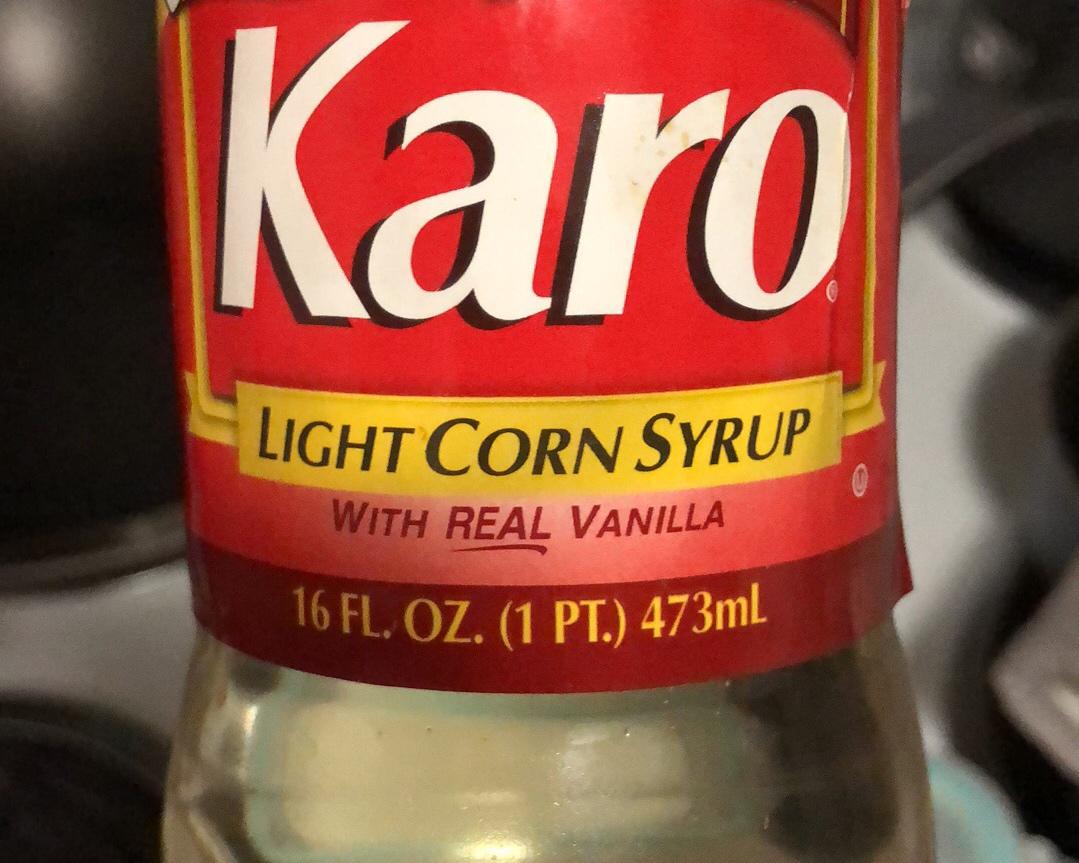 Karo®
LIGHT CORN SYRUP
WITH REAL VANILLA
16 FL. OZ. (1 PT.) 473mL